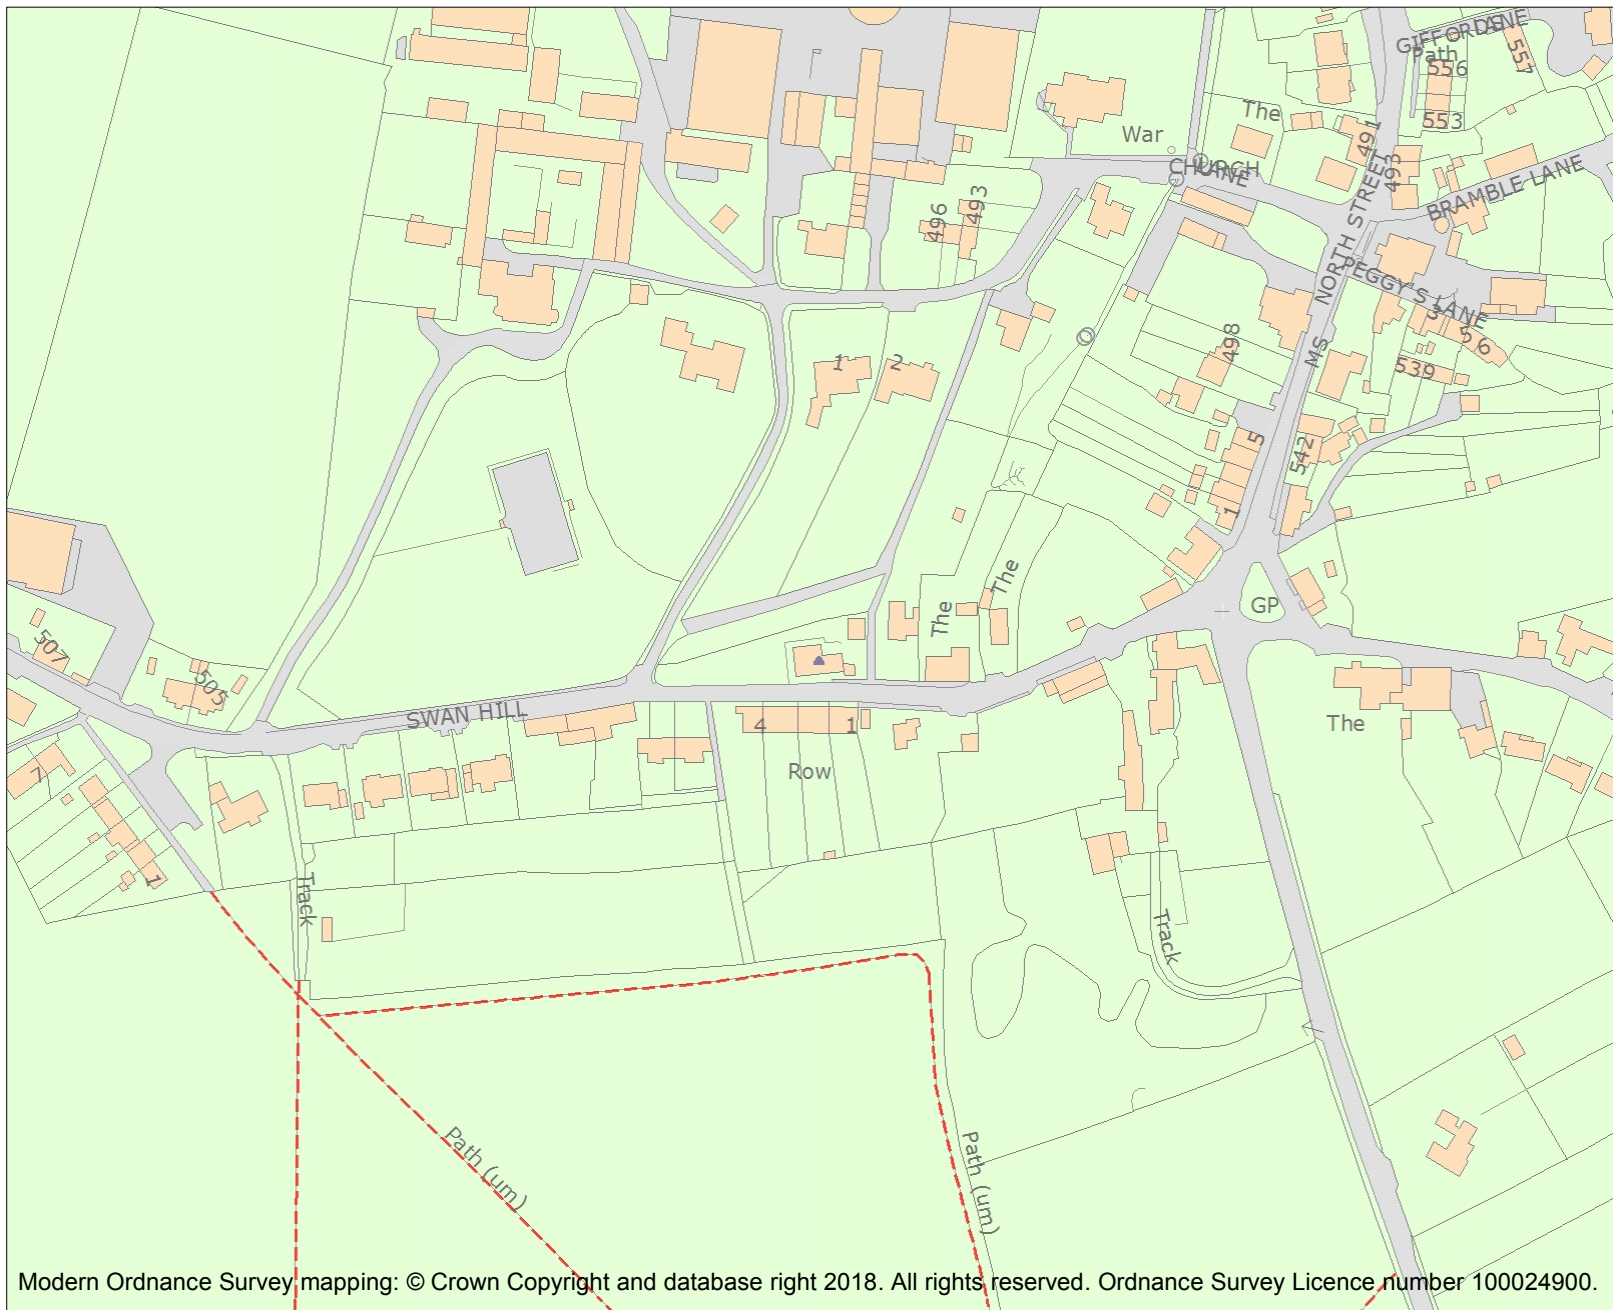 GIFFORDS
LANE
Path
556
557
553
The
War
491
493
CHURCH
LANE
BRAMBLE LANE
NORTH STREET
496
493
PEGGY'S LANE
3
5 6
498
MS
539
1
2
5
542
1
The
The
GP
507
505
SWAN HILL
4
1
The
Row
7
1
Track
Track
Path (um)
Path (um)
Modern Ordnance Survey mapping: © Crown Copyright and database right 2018. All rights reserved. Ordnance Survey Licence number 100024900.